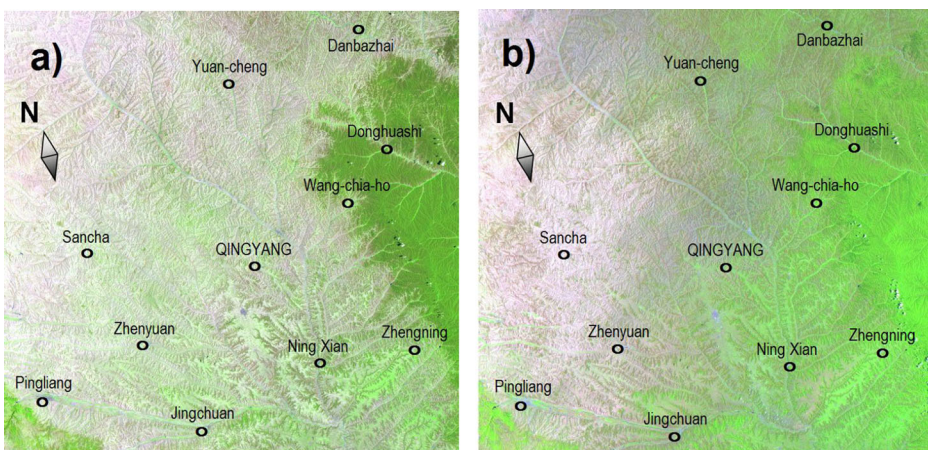 a)
N
Danbazhai
Yuan-cheng
Donghuashi
Wang-chia-ho
Sancha
QINGYANG
Zhenyuan
Ning Xian
Zhengning
Pingliang
Jingchuan
b)
N
Danbazhai
Yuan-cheng
Donghuashi
Wang-chia-ho
Sancha
QINGYANG
Zhenyuan
Ning Xian
Zhengning
Pingliang
Jingchuan